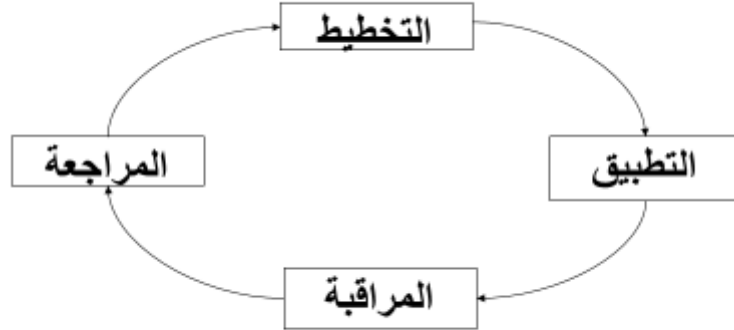 التخطيط
التطبيق
المراقبة
المراجعة